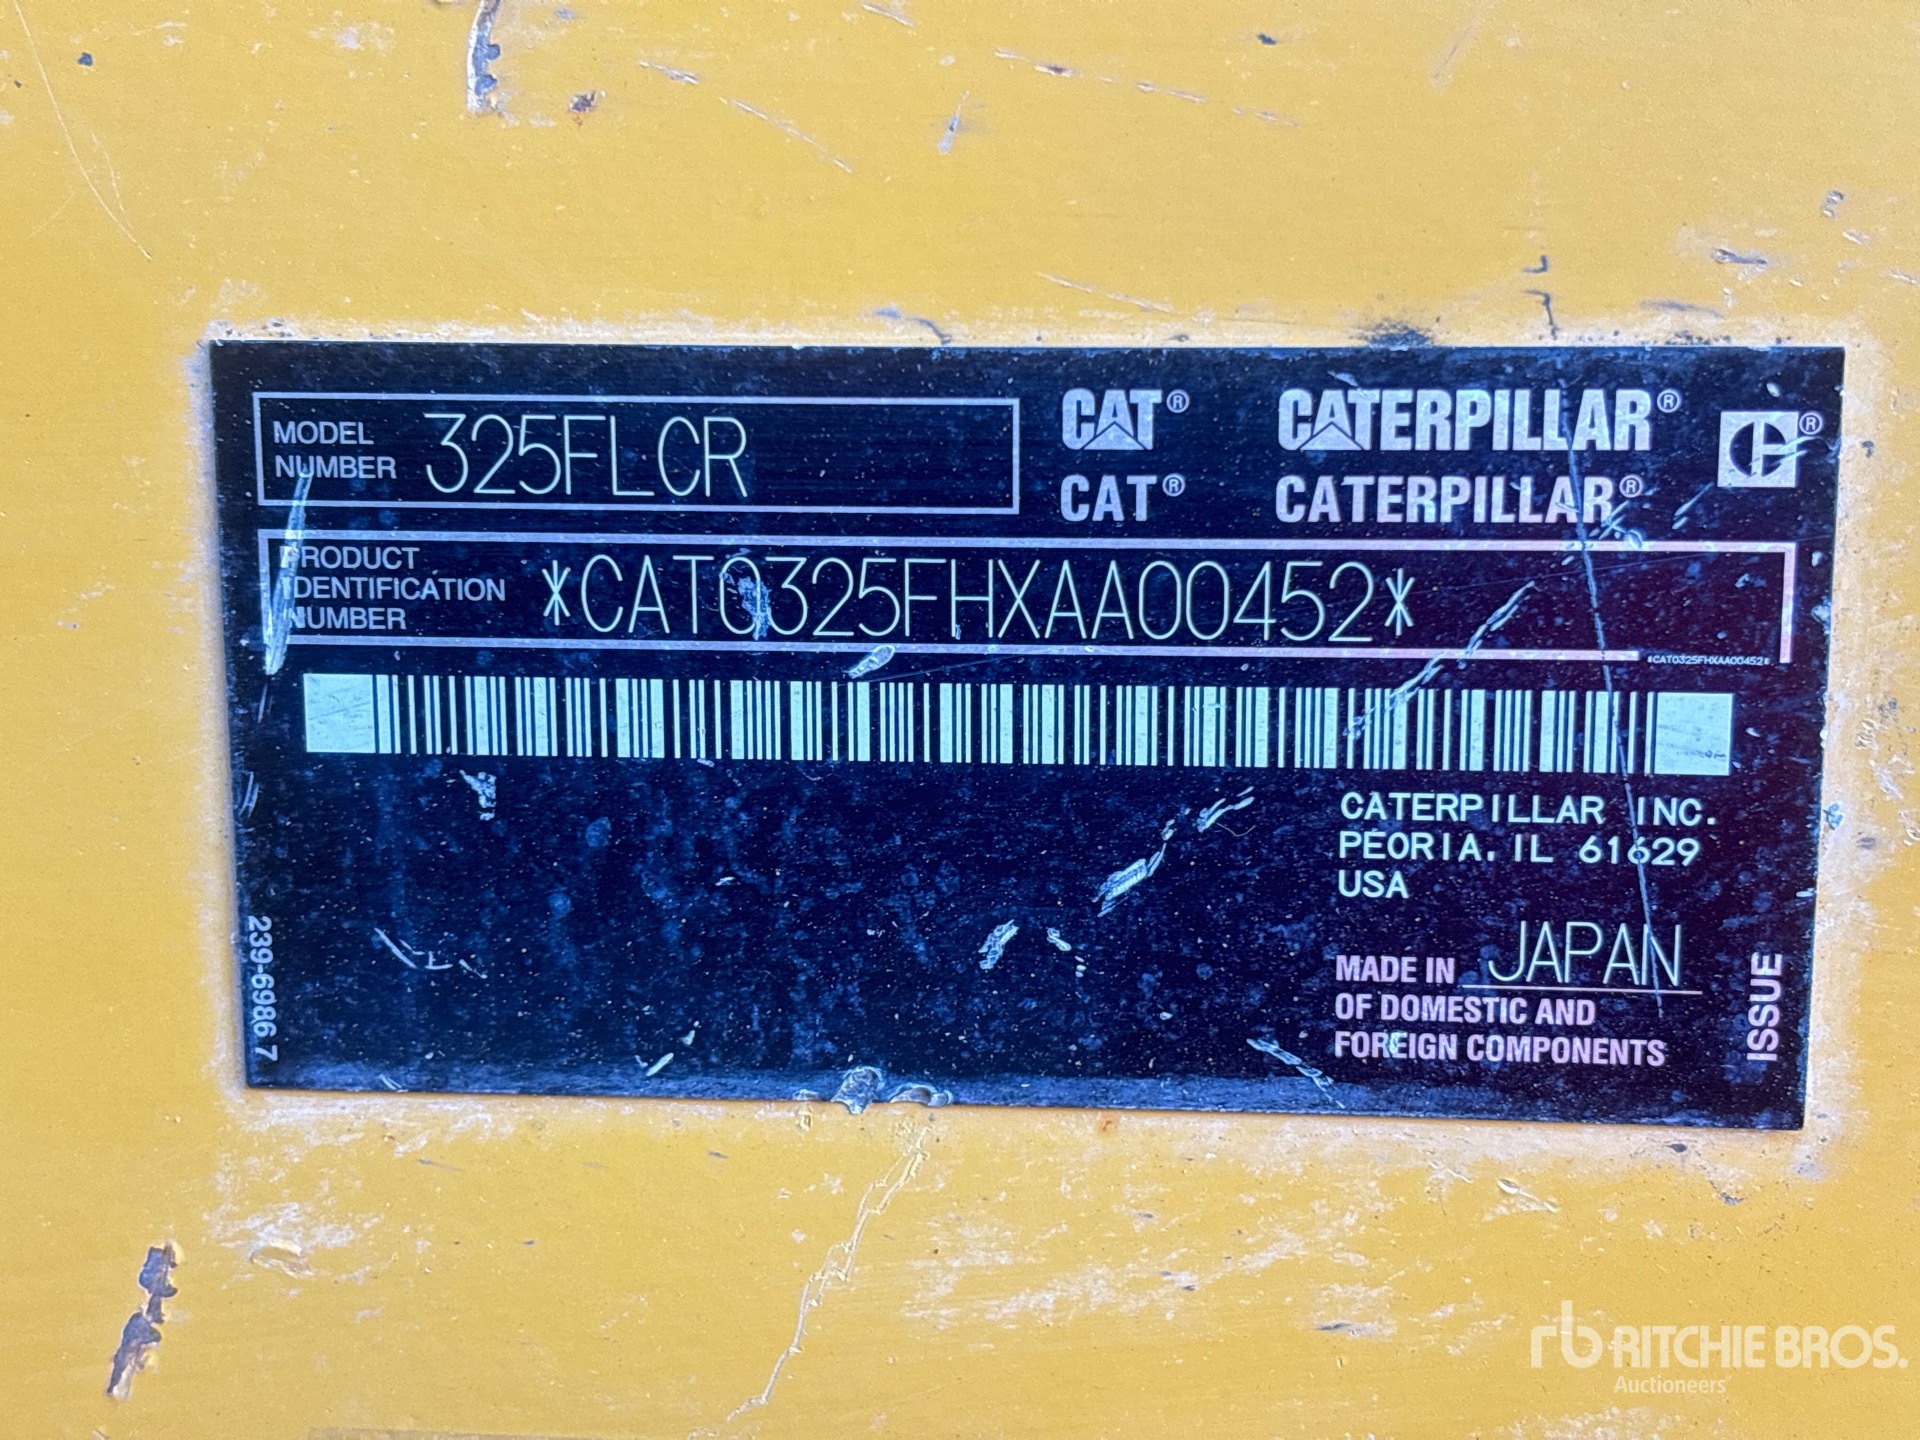 MODEL NUMBER 325FLCR
CAT® CATERPILLAR®
CAT® CATERPILLAR®
PRODUCT IDENTIFICATION NUMBER *CAT0325FHXAA00452*
*CAT0325FHXAA00452*
CATERPILLAR INC.
PEORIA, IL 61629
USA
MADE IN JAPAN
OF DOMESTIC AND
FOREIGN COMPONENTS
ISSUE
239-6986 7
rb RITCHIE BROS.
Auctioneers